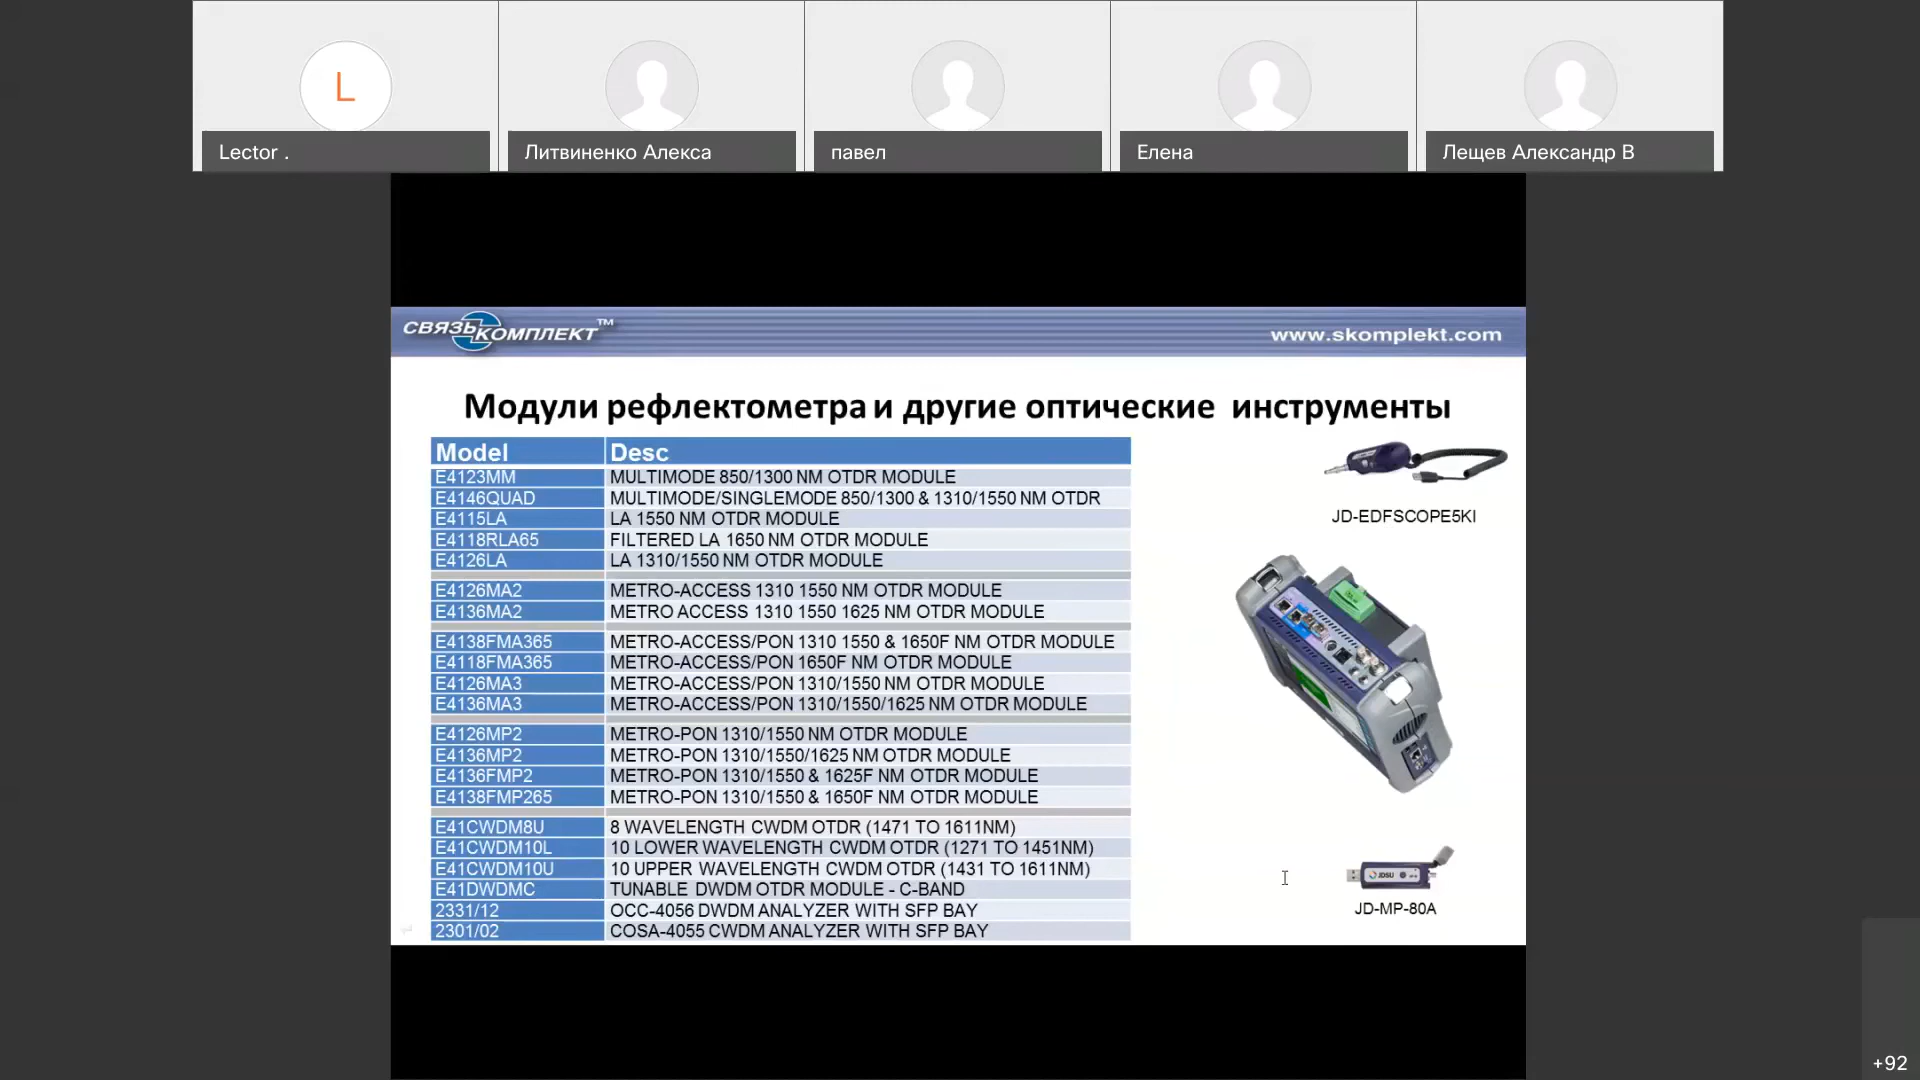 L
Lector .
Литвиненко Алекса
павел
Елена
Лещев Александр В
СВЯЗЬКОМПЛЕКТ™
www.skomplekt.com
Модули рефлектометра и другие оптические инструменты
Model Desc
E4123MM MULTIMODE 850/1300 NM OTDR MODULE
E4146QUAD MULTIMODE/SINGLEMODE 850/1300 & 1310/1550 NM OTDR
E4115LA LA 1550 NM OTDR MODULE
E4118RLA65 FILTERED LA 1650 NM OTDR MODULE
E4126LA LA 1310/1550 NM OTDR MODULE
E4126MA2 METRO-ACCESS 1310 1550 NM OTDR MODULE
E4136MA2 METRO ACCESS 1310 1550 1625 NM OTDR MODULE
E4138FMA365 METRO-ACCESS/PON 1310 1550 & 1650F NM OTDR MODULE
E4118FMA365 METRO-ACCESS/PON 1650F NM OTDR MODULE
E4126MA3 METRO-ACCESS/PON 1310/1550 NM OTDR MODULE
E4136MA3 METRO-ACCESS/PON 1310/1550/1625 NM OTDR MODULE
E4126MP2 METRO-PON 1310/1550 NM OTDR MODULE
E4136MP2 METRO-PON 1310/1550/1625 NM OTDR MODULE
E4136FMP2 METRO-PON 1310/1550 & 1625F NM OTDR MODULE
E4138FMP265 METRO-PON 1310/1550 & 1650F NM OTDR MODULE
E41CWDM8U 8 WAVELENGTH CWDM OTDR (1471 TO 1611NM)
E41CWDM10L 10 LOWER WAVELENGTH CWDM OTDR (1271 TO 1451NM)
E41CWDM10U 10 UPPER WAVELENGTH CWDM OTDR (1431 TO 1611NM)
E41DWDMC TUNABLE DWDM OTDR MODULE - C-BAND
2331/12 OCC-4056 DWDM ANALYZER WITH SFP BAY
2301/02 COSA-4055 CWDM ANALYZER WITH SFP BAY
JD-EDFSCOPE5KI
JDSU
JD-MP-80A
+92